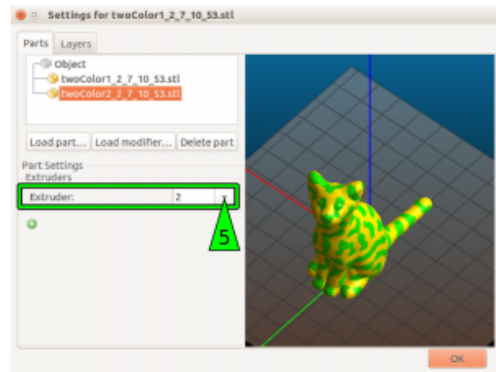 Settings for twoColor1_2_7_10_53.stl
Parts Layers
Object
twoColor1_2_7_10_53.stl
twoColor2_2_7_10_53.stl
Load part... Load modifier... Delete part
Part Settings
Extruders
Extruder: 2
5
OK